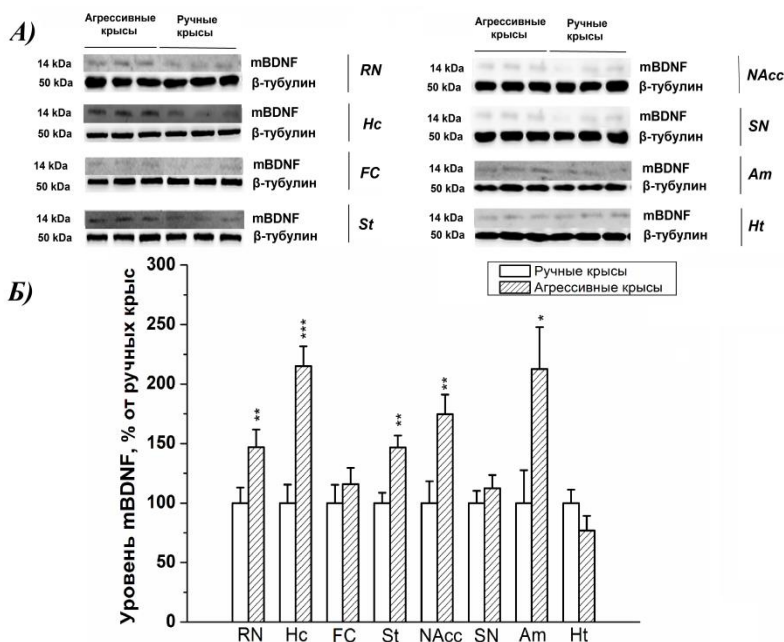 А)
Агрессивные крысы
Ручные крысы
14 kDa mBDNF
50 kDa β-тубулин
RN
14 kDa mBDNF
50 kDa β-тубулин
Hc
14 kDa mBDNF
50 kDa β-тубулин
FC
14 kDa mBDNF
50 kDa β-тубулин
St
Агрессивные крысы
Ручные крысы
14 kDa mBDNF
50 kDa β-тубулин
NAcc
14 kDa mBDNF
50 kDa β-тубулин
SN
14 kDa mBDNF
50 kDa β-тубулин
Am
14 kDa mBDNF
50 kDa β-тубулин
Ht
Б)
Ручные крысы
Агрессивные крысы
Уровень mBDNF, % от ручных крыс
300
250
200
150
100
50
0
**
***
**
**
*
RN Hc FC St NAcc SN Am Ht